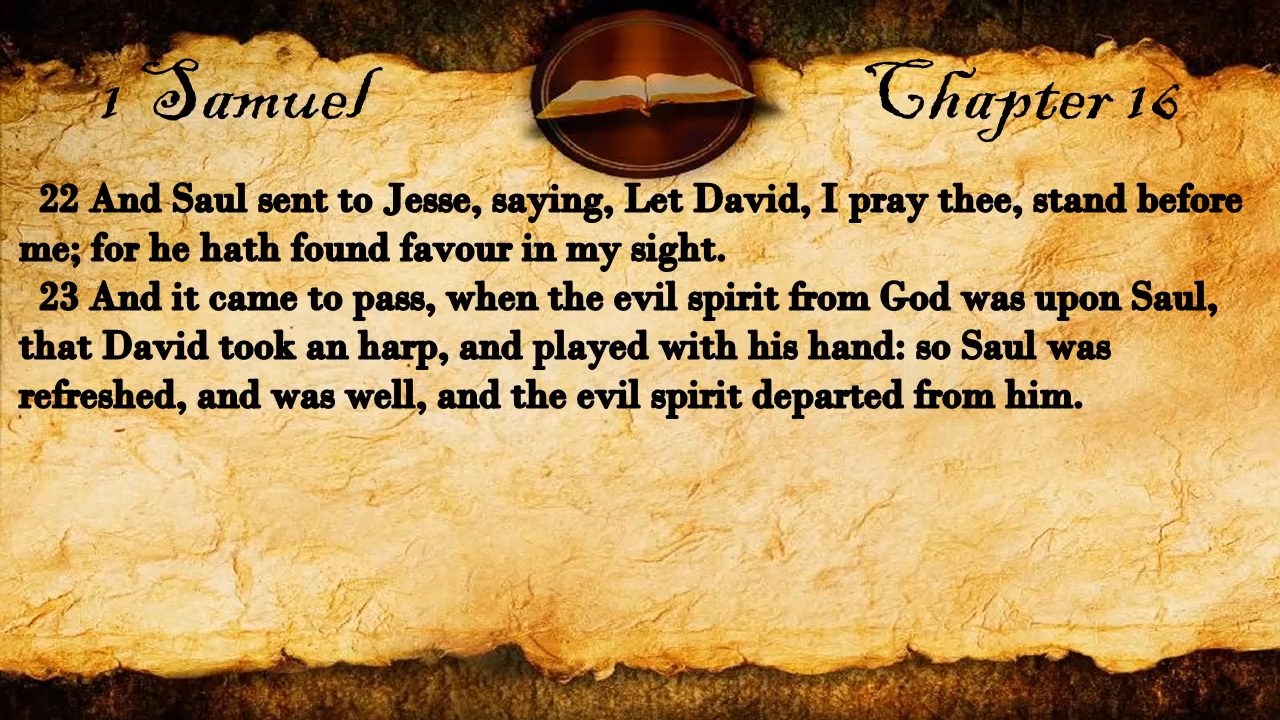 1 Samuel
Chapter 16
22 And Saul sent to Jesse, saying, Let David, I pray thee, stand before
me; for he hath found favour in my sight.
23 And it came to pass, when the evil spirit from God was upon Saul,
that David took an harp, and played with his hand: so Saul was
refreshed, and was well, and the evil spirit departed from him.